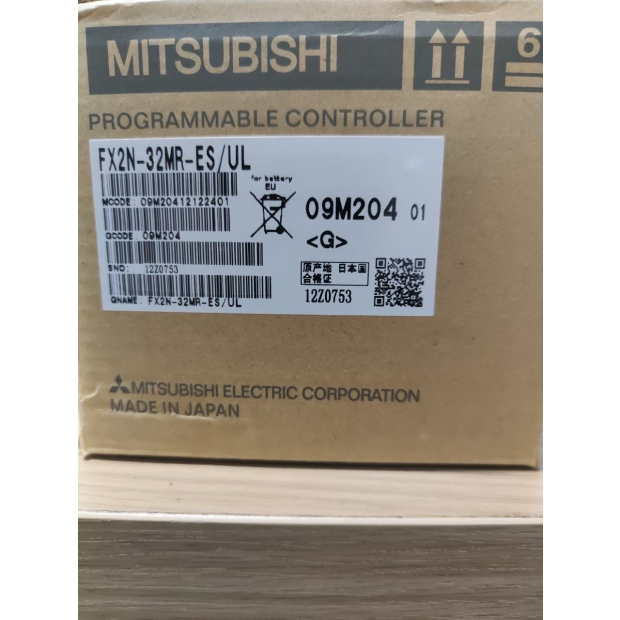 MITSUBISHI
6
PROGRAMMABLE CONTROLLER
FX2N-32MR-ES/UL
for battery
EU
MCODE: 09M20412122401
09M204 01
GCODE: 09M204
<G>
SNO: 12Z0753
原产地 日本国
合格证
12Z0753
GNAME: FX2N-32MR-ES/UL
MITSUBISHI ELECTRIC CORPORATION
MADE IN JAPAN